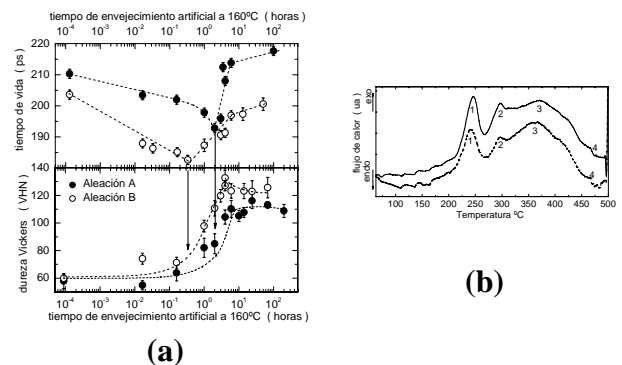 tiempo de envejecimiento artificial a 160ºC ( horas )
10⁻⁴ 10⁻³ 10⁻² 10⁻¹ 10⁰ 10¹ 10²
tiempo de vida ( ps )
220
210
200
190
180
140
dureza Vickers ( VHN )
120
100
80
60
Aleación A
Aleación B
10⁻⁴ 10⁻³ 10⁻² 10⁻¹ 10⁰ 10¹ 10²
tiempo de envejecimiento artificial a 160ºC ( horas )
(a)
flujo de calor ( ua )
exo
endo
1 2 3 4
1 2 3 4
100 150 200 250 300 350 400 450 500
Temperatura ºC
(b)